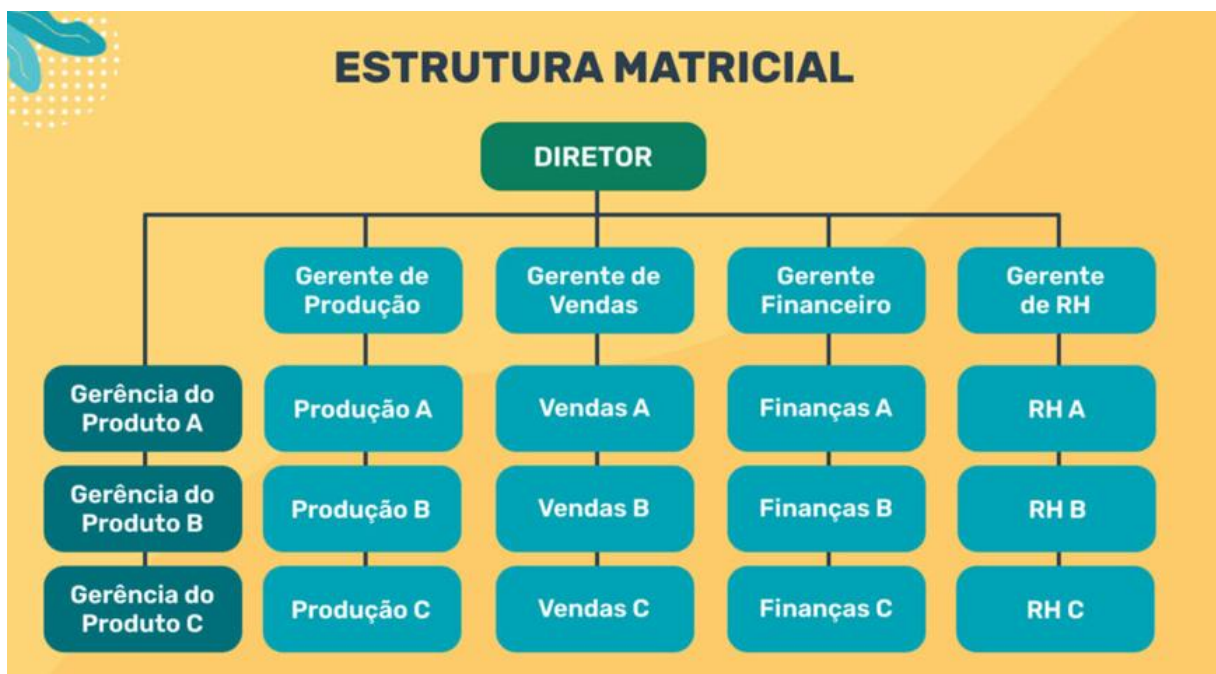 ESTRUTURA MATRICIAL
DIRETOR
Gerente de
Produção
Gerente de
Vendas
Gerente
Financeiro
Gerente
de RH
Gerência do
Produto A
Produção A
Vendas A
Finanças A
RH A
Gerência do
Produto B
Produção B
Vendas B
Finanças B
RH B
Gerência do
Produto C
Produção C
Vendas C
Finanças C
RH C